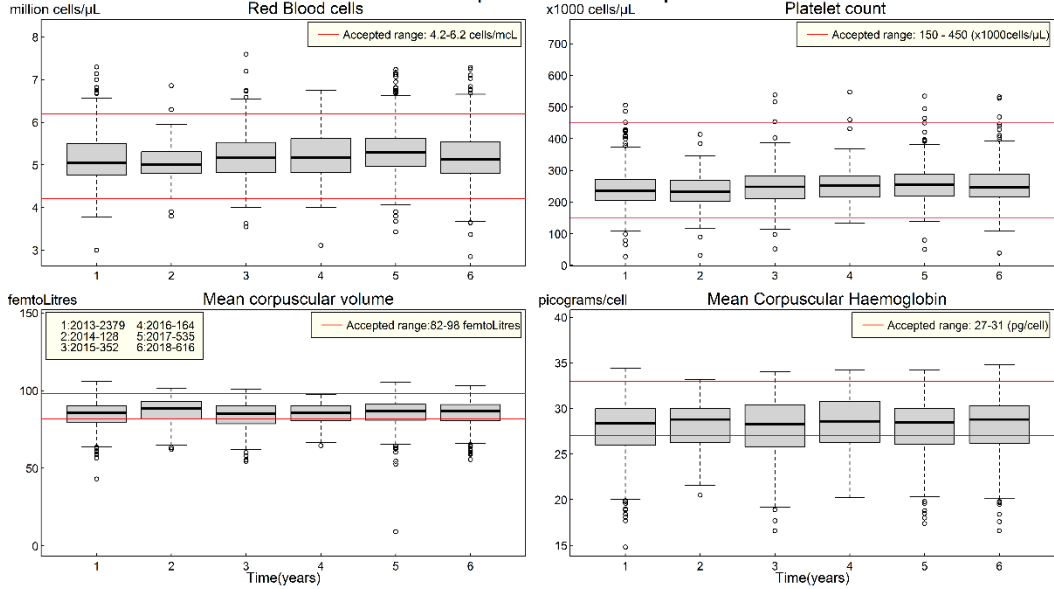 million cells/µL
Red Blood cells
Accepted range: 4.2-6.2 cells/mcL
8
7
6
5
4
3
1 2 3 4 5 6
x1000 cells/µL
Platelet count
Accepted range: 150 - 450 (x1000cells/µL)
700
600
500
400
300
200
100
0
1 2 3 4 5 6
femtoLitres
Mean corpuscular volume
1:2013-2379 4:2016-164
2:2014-128 5:2017-535
3:2015-352 6:2018-616
Accepted range:82-98 femtoLitres
150
100
50
0
1 2 3 4 5 6
Time(years)
picograms/cell
Mean Corpuscular Haemoglobin
Accepted range: 27-31 (pg/cell)
40
35
30
25
20
15
1 2 3 4 5 6
Time(years)